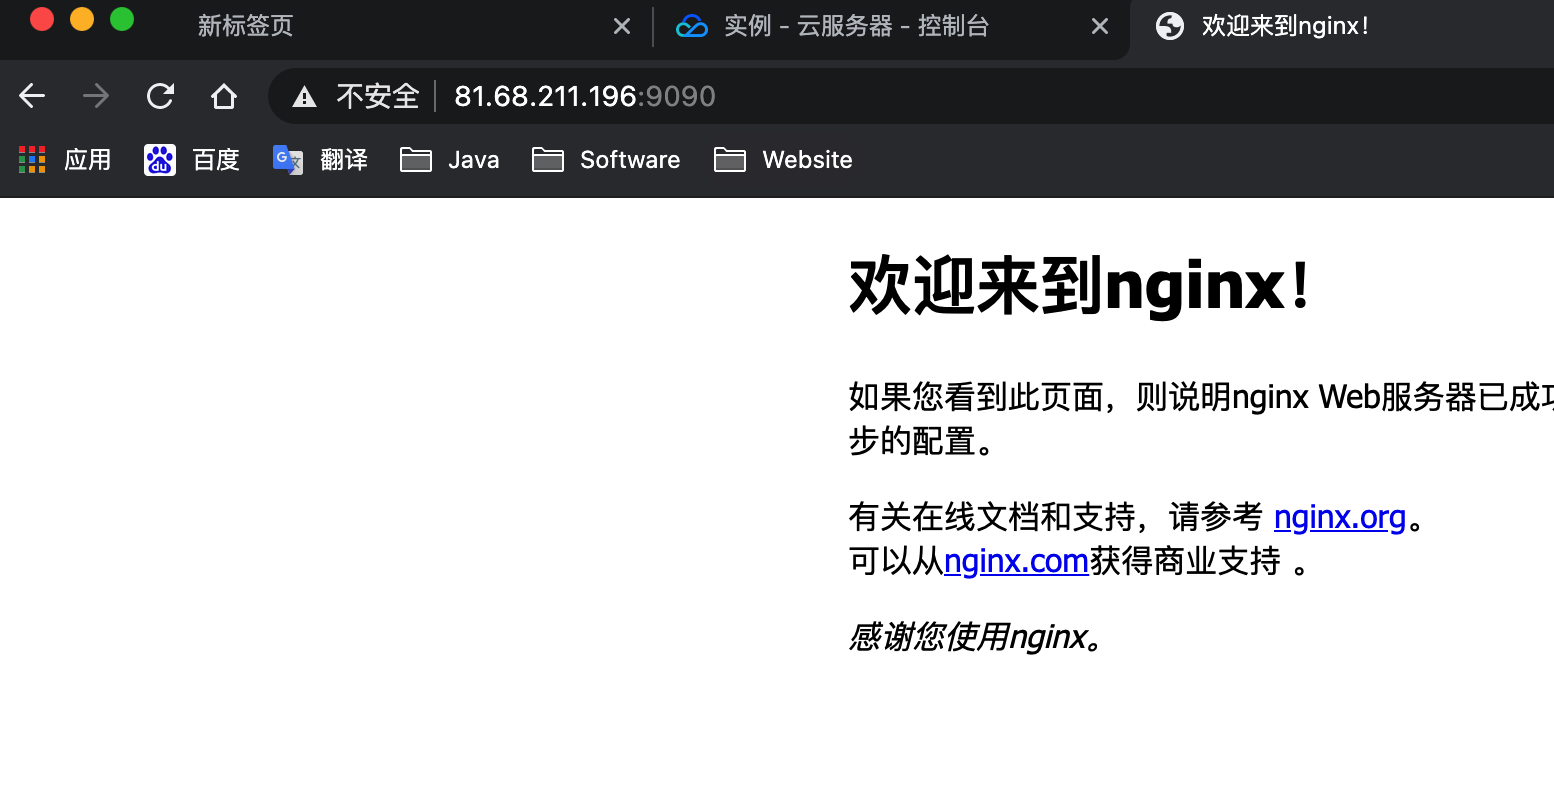 新标签页
实例 - 云服务器 - 控制台
欢迎来到nginx！
不安全 81.68.211.196:9090
应用 百度 翻译 Java Software Website
欢迎来到nginx！
如果您看到此页面，则说明nginx Web服务器已成
步的配置。
有关在线文档和支持，请参考 nginx.org。
可以从nginx.com获得商业支持 。
感谢您使用nginx。